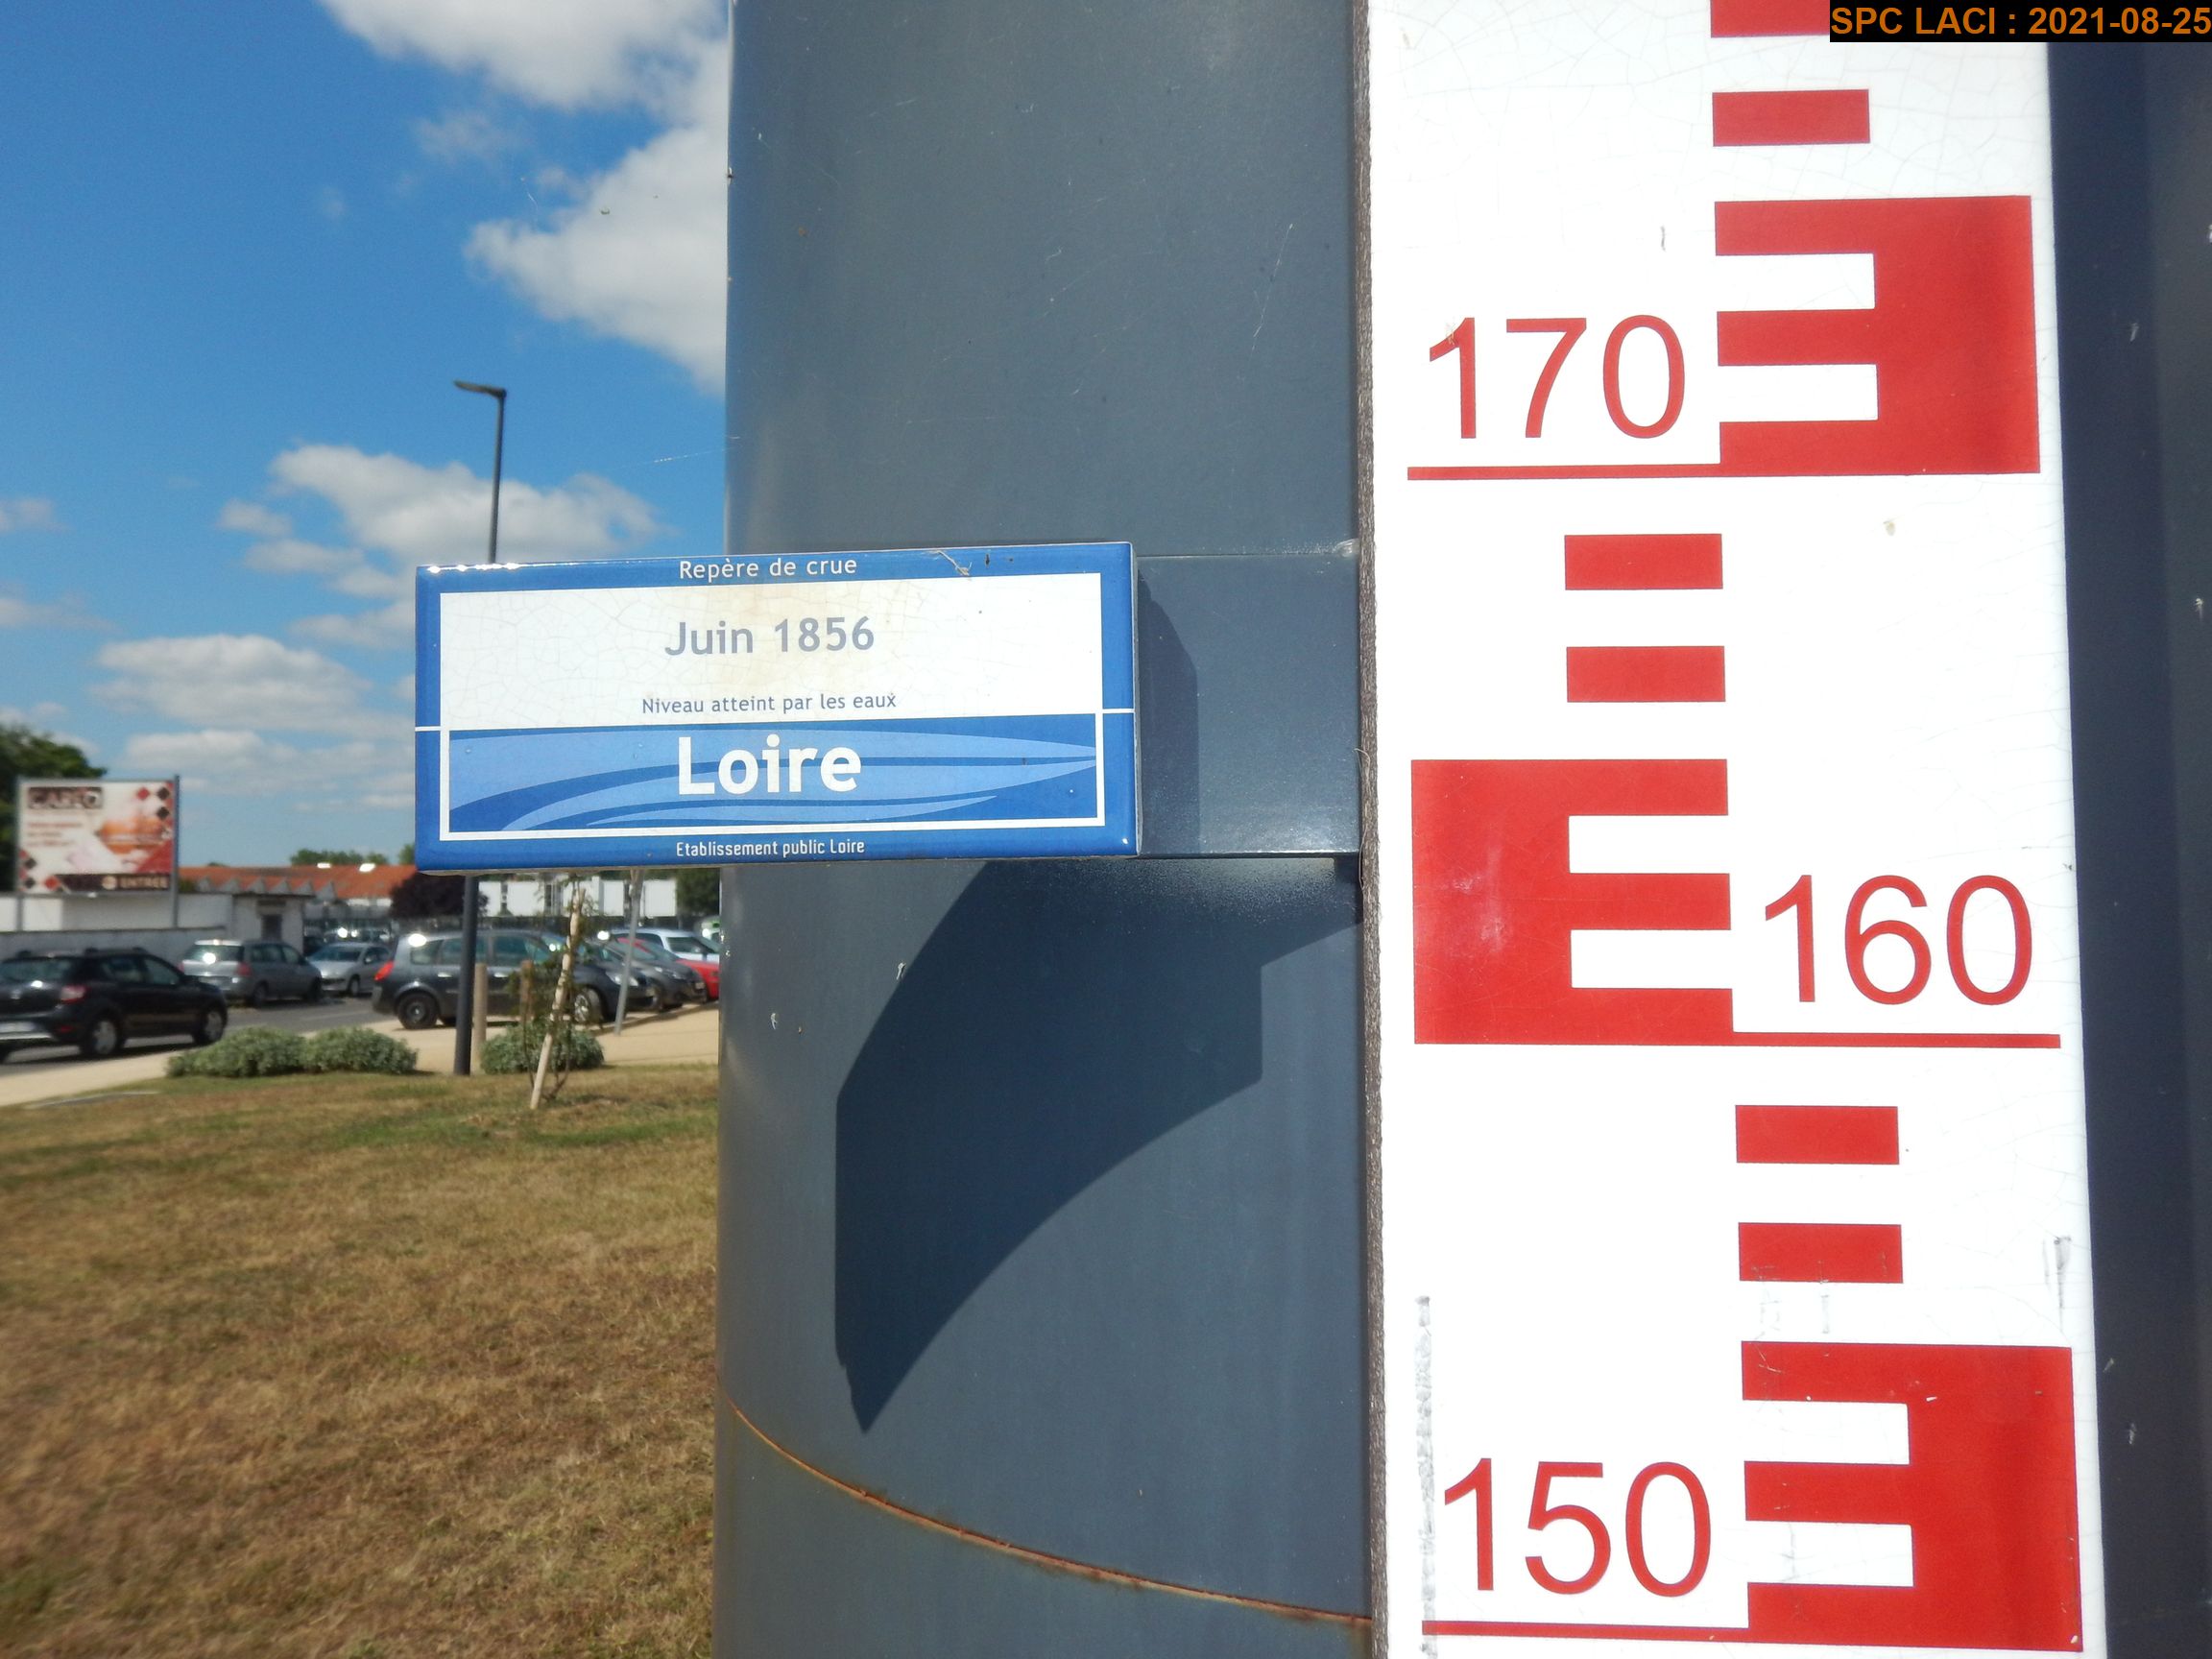 SPC LACI : 2021-08-25
Repère de crue
Juin 1856
Niveau atteint par les eaux
Loire
Etablissement public Loire
170
160
150
ENTRÉE